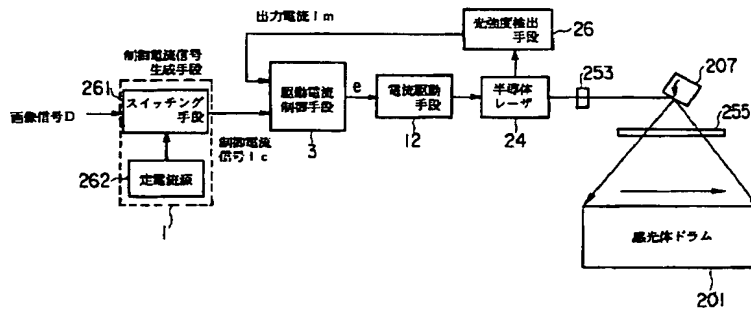 出力電流Im
光強度検出
手段
26
制御電流信号
生成手段
261
スイッチング
手段
画像信号D
駆動電流
制御手段
3
e
電流駆動
手段
12
半導体
レーザ
24
253
207
255
制御電流
信号Ic
262
定電流源
1
感光体ドラム
201